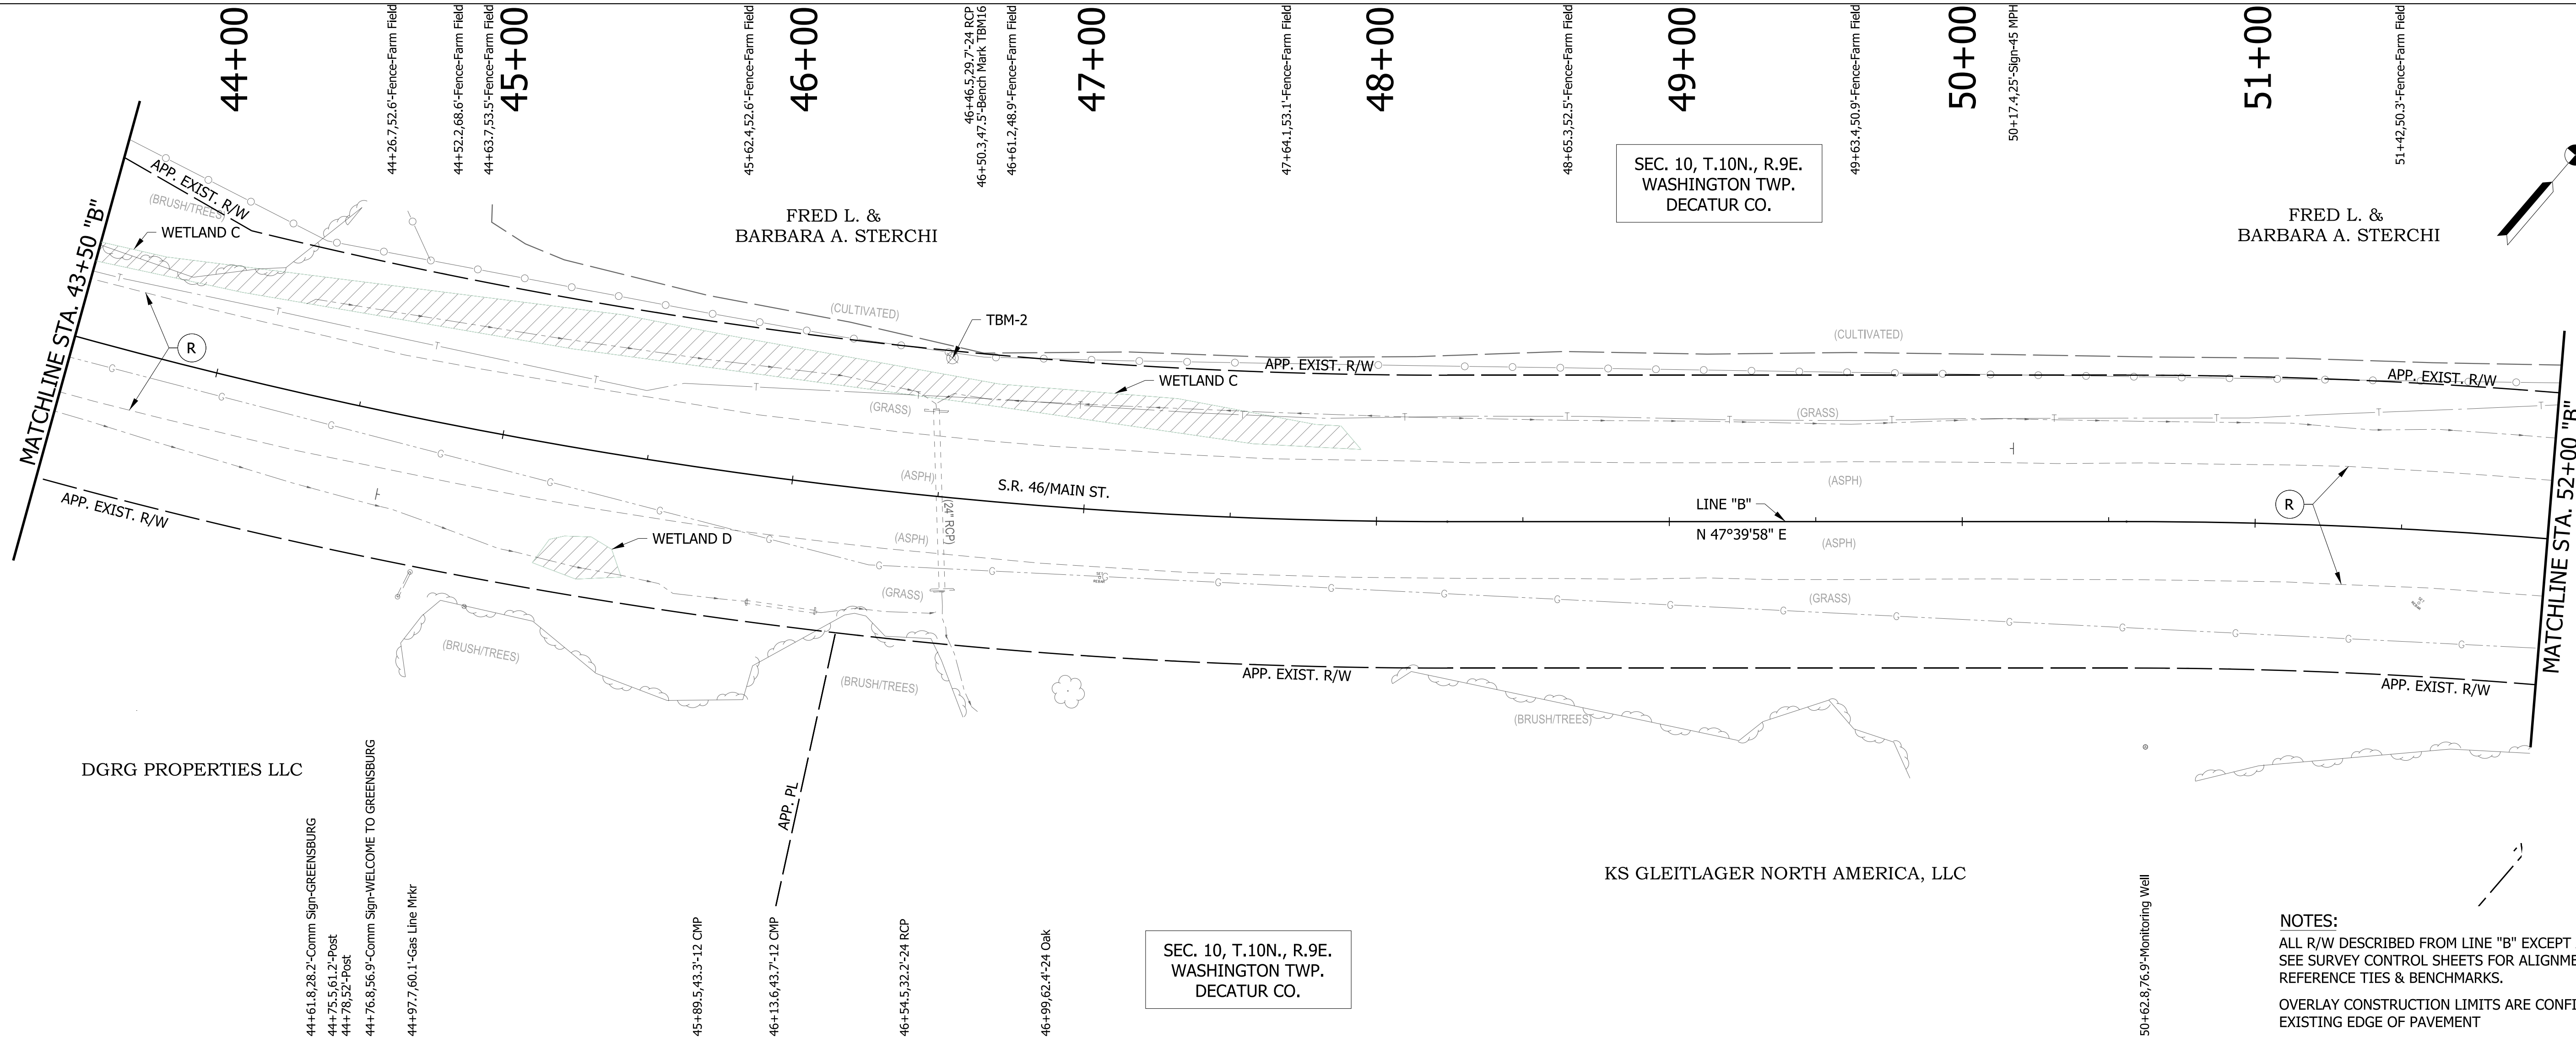 44+00
44+26.7,52.6'-Fence-Farm Field
44+52.2,68.6'-Fence-Farm Field
44+63.7,53.5'-Fence-Farm Field
45+00
45+62.4,52.6'-Fence-Farm Field
46+00
46+46.5,29.7'-24 RCP
46+50.3,47.5'-Bench Mark TBM16
46+61.2,48.9'-Fence-Farm Field
47+00
47+64.1,53.1'-Fence-Farm Field
48+00
48+65.3,52.5'-Fence-Farm Field
49+00
49+63.4,50.9'-Fence-Farm Field
50+00
50+17.4,25'-Sign-45 MPH
51+00
51+42,50.3'-Fence-Farm Field
SEC. 10, T.10N., R.9E.
WASHINGTON TWP.
DECATUR CO.
FRED L. &
BARBARA A. STERCHI
FRED L. &
BARBARA A. STERCHI
MATCHLINE STA. 43+50 "B"
APP. EXIST. R/W
(BRUSH/TREES)
WETLAND C
R
(CULTIVATED)
TBM-2
APP. EXIST. R/W
WETLAND C
(GRASS)
(CULTIVATED)
APP. EXIST. R/W
(GRASS)
(ASPH)
S.R. 46/MAIN ST.
(24" RCP)
(ASPH)
LINE "B"
N 47°39'58" E
(ASPH)
(ASPH)
R
MATCHLINE STA. 52+00 "B"
APP. EXIST. R/W
WETLAND D
(GRASS)
(GRASS)
(BRUSH/TREES)
(BRUSH/TREES)
APP. EXIST. R/W
(BRUSH/TREES)
APP. EXIST. R/W
APP. PL
DGRG PROPERTIES LLC
KS GLEITLAGER NORTH AMERICA, LLC
44+61.8,28.2'-Comm Sign-GREENSBURG
44+75.5,61.2'-Post
44+78,52'-Post
44+76.8,56.9'-Comm Sign-WELCOME TO GREENSBURG
44+97.7,60.1'-Gas Line Mrkr
45+89.5,43.3'-12 CMP
46+13.6,43.7'-12 CMP
46+54.5,32.2'-24 RCP
46+99,62.4'-24 Oak
SEC. 10, T.10N., R.9E.
WASHINGTON TWP.
DECATUR CO.
50+62.8,76.9'-Monitoring Well
NOTES:
ALL R/W DESCRIBED FROM LINE "B" EXCEPT
SEE SURVEY CONTROL SHEETS FOR ALIGNME
REFERENCE TIES & BENCHMARKS.
OVERLAY CONSTRUCTION LIMITS ARE CONFI
EXISTING EDGE OF PAVEMENT